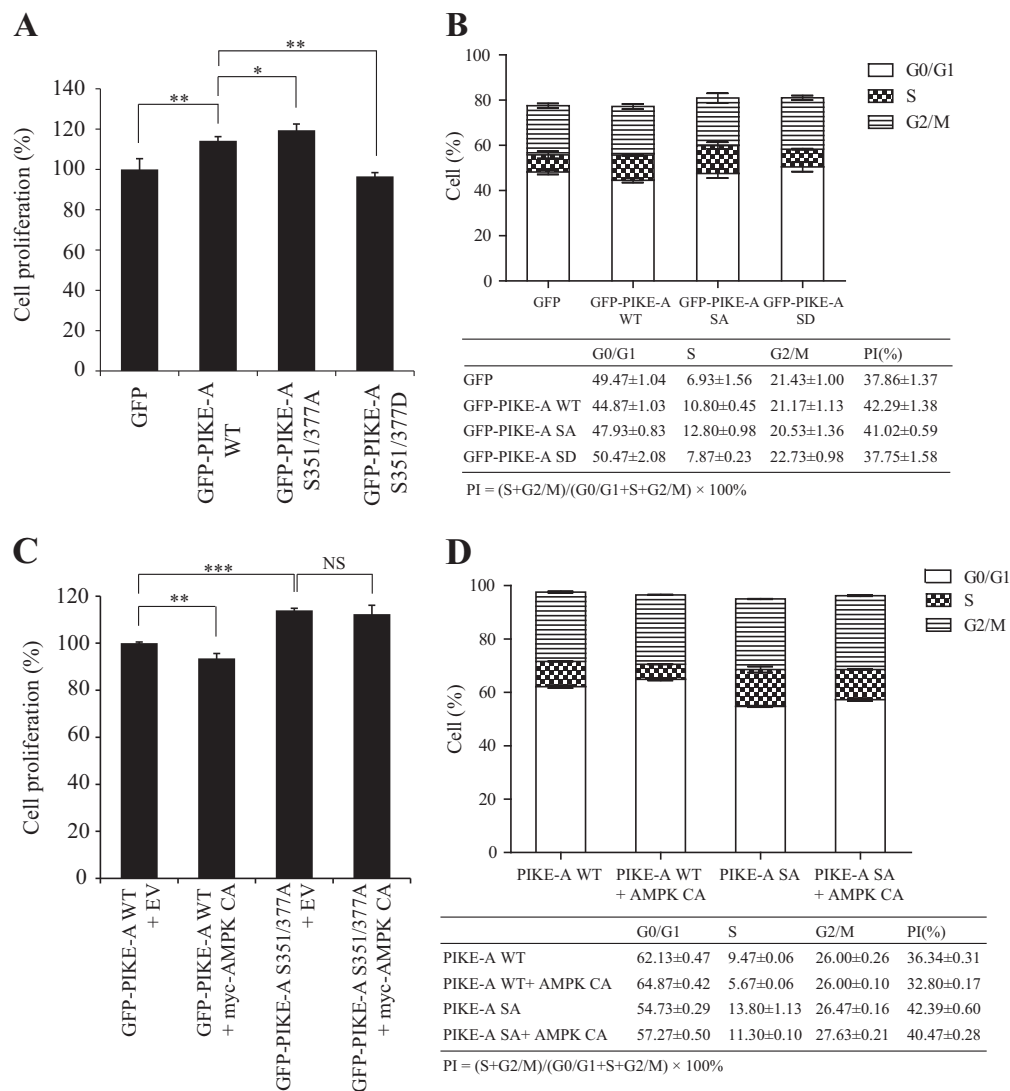 A
**
**
*
140
120
100
80
60
40
20
0
Cell proliferation (%)
GFP
GFP-PIKE-A
WT
GFP-PIKE-A
S351/377A
GFP-PIKE-A
S351/377D
B
100
80
60
40
20
0
Cell (%)
G0/G1
S
G2/M
GFP
GFP-PIKE-A
WT
GFP-PIKE-A
SA
GFP-PIKE-A
SD
G0/G1 S G2/M PI(%)
GFP 49.47±1.04 6.93±1.56 21.43±1.00 37.86±1.37
GFP-PIKE-A WT 44.87±1.03 10.80±0.45 21.17±1.13 42.29±1.38
GFP-PIKE-A SA 47.93±0.83 12.80±0.98 20.53±1.36 41.02±0.59
GFP-PIKE-A SD 50.47±2.08 7.87±0.23 22.73±0.98 37.75±1.58
PI = (S+G2/M)/(G0/G1+S+G2/M) × 100%
C
***
NS
**
120
100
80
60
40
20
0
Cell proliferation (%)
GFP-PIKE-A WT
+ EV
GFP-PIKE-A WT
+ myc-AMPK CA
GFP-PIKE-A S351/377A
+ EV
GFP-PIKE-A S351/377A
+ myc-AMPK CA
D
100
80
60
40
20
0
Cell (%)
G0/G1
S
G2/M
PIKE-A WT
PIKE-A WT
+ AMPK CA
PIKE-A SA
PIKE-A SA
+ AMPK CA
G0/G1 S G2/M PI(%)
PIKE-A WT 62.13±0.47 9.47±0.06 26.00±0.26 36.34±0.31
PIKE-A WT+ AMPK CA 64.87±0.42 5.67±0.06 26.00±0.10 32.80±0.17
PIKE-A SA 54.73±0.29 13.80±1.13 26.47±0.16 42.39±0.60
PIKE-A SA+ AMPK CA 57.27±0.50 11.30±0.10 27.63±0.21 40.47±0.28
PI = (S+G2/M)/(G0/G1+S+G2/M) × 100%